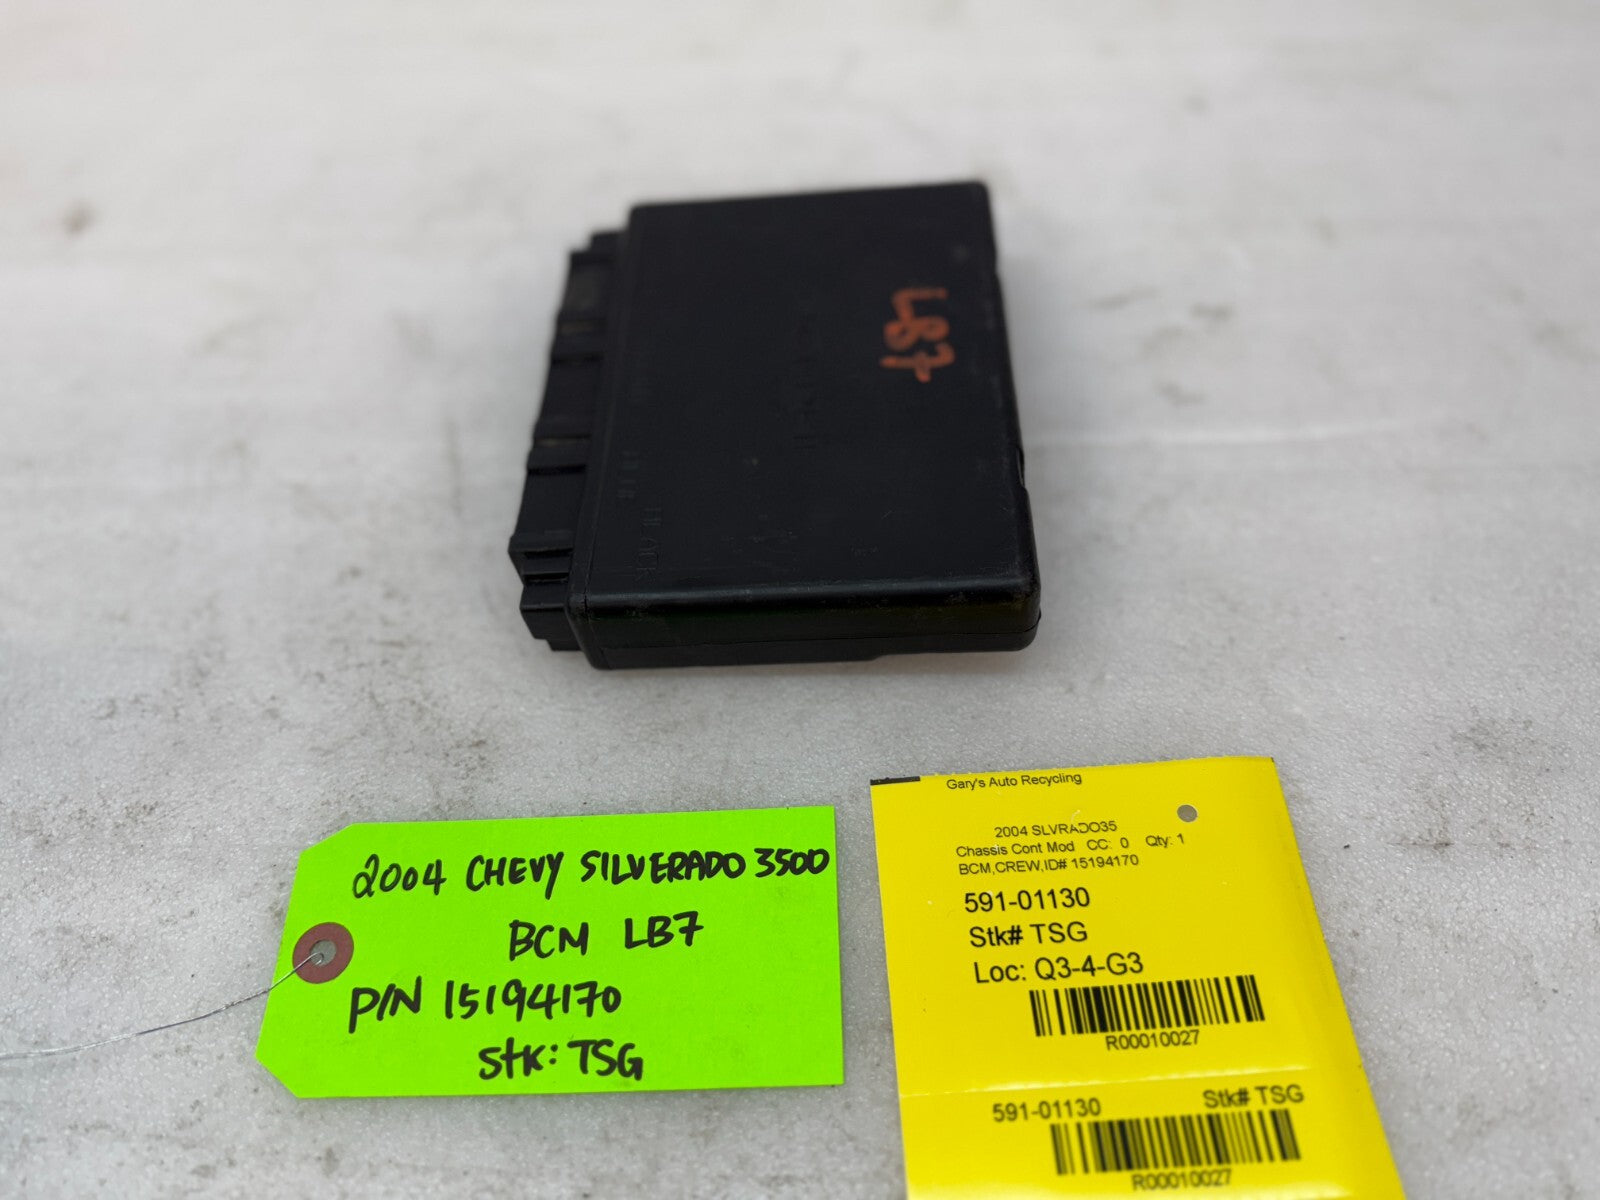 LB7
BLUE
BLACK
2004 CHEVY SILVERADO 3500
BCM LB7
P/N 15194170
Stk: TSG
Gary's Auto Recycling
2004 SLVRADO35
Chassis Cont Mod CC: 0 Qty: 1
BCM,CREW,ID# 15194170
591-01130
Stk# TSG
Loc: Q3-4-G3
R00010027
591-01130 Stk# TSG
R00010027